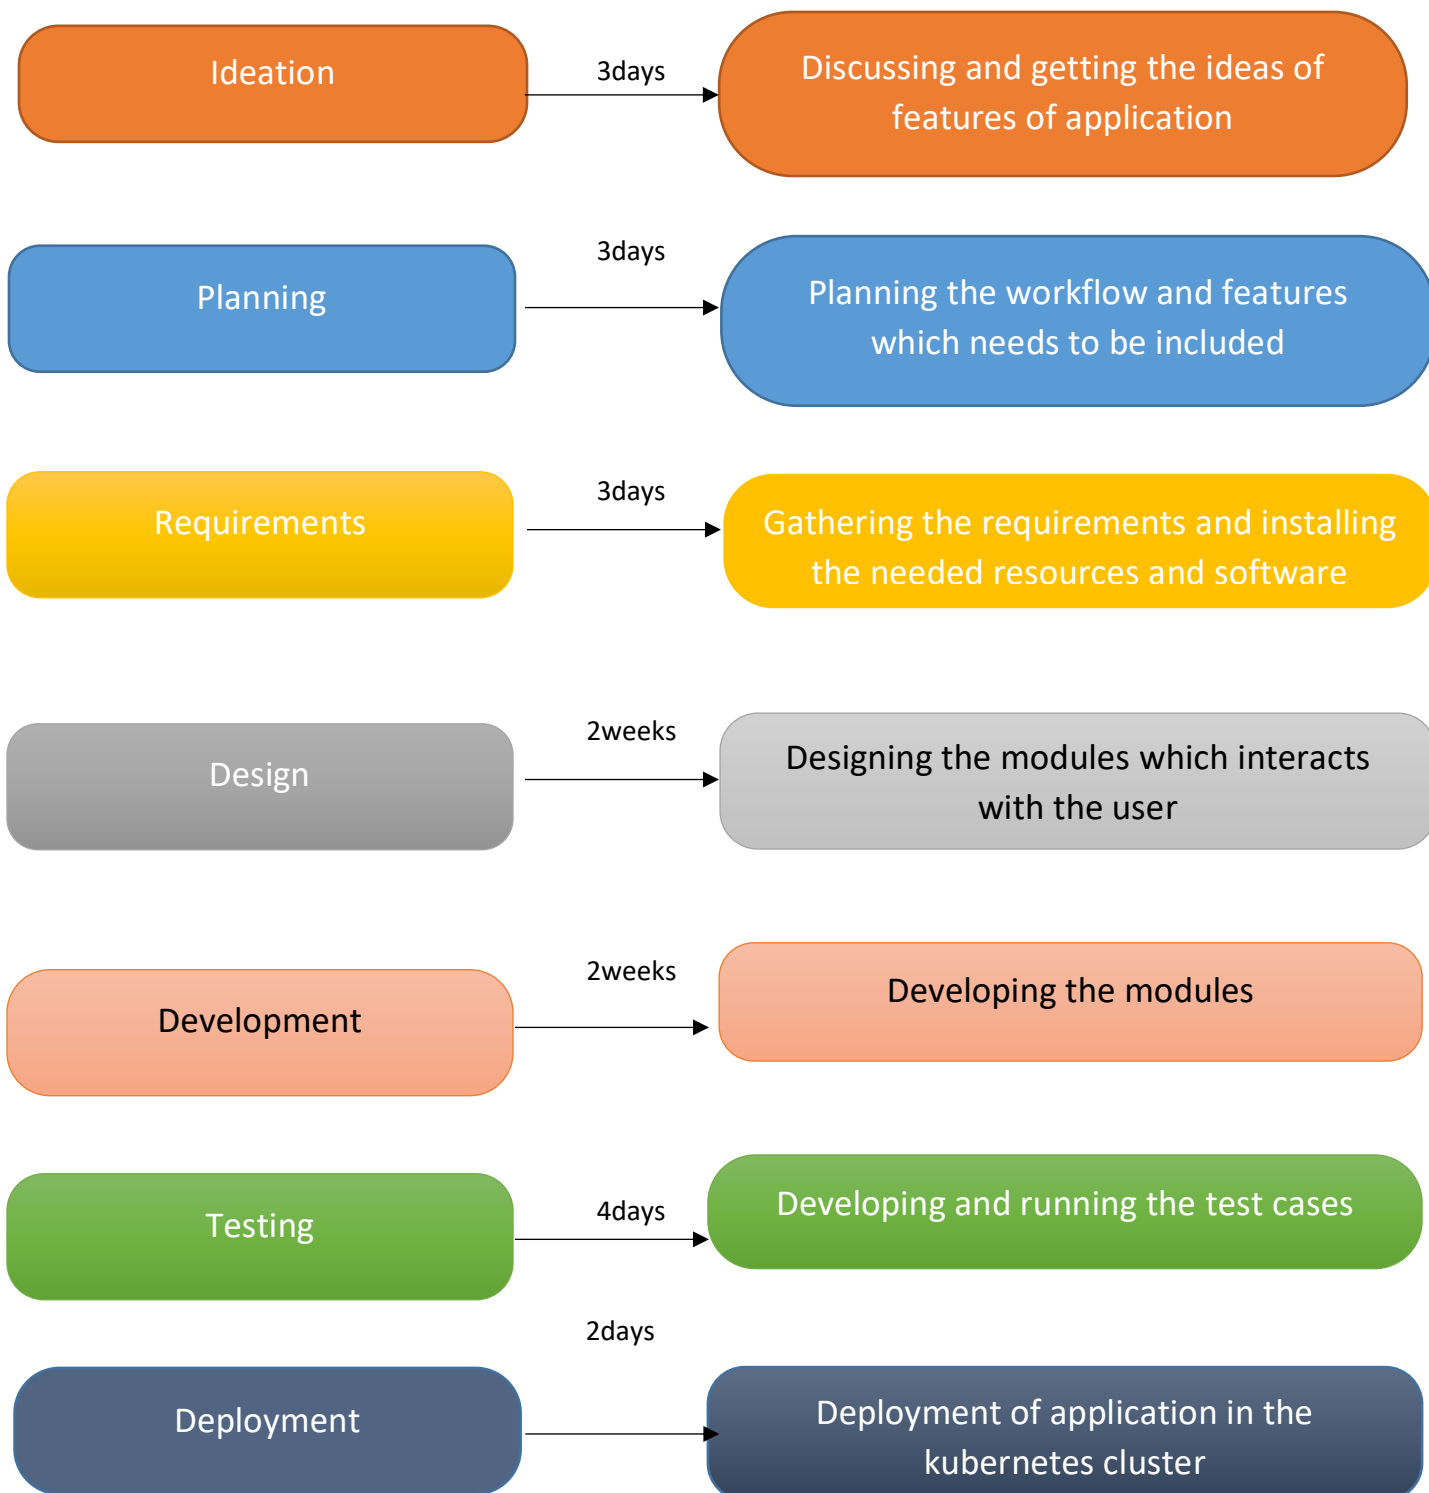 Ideation
3days
Discussing and getting the ideas of
features of application
Planning
3days
Planning the workflow and features
which needs to be included
Requirements
3days
Gathering the requirements and installing
the needed resources and software
Design
2weeks
Designing the modules which interacts
with the user
Development
2weeks
Developing the modules
Testing
4days
Developing and running the test cases
Deployment
2days
Deployment of application in the
kubernetes cluster